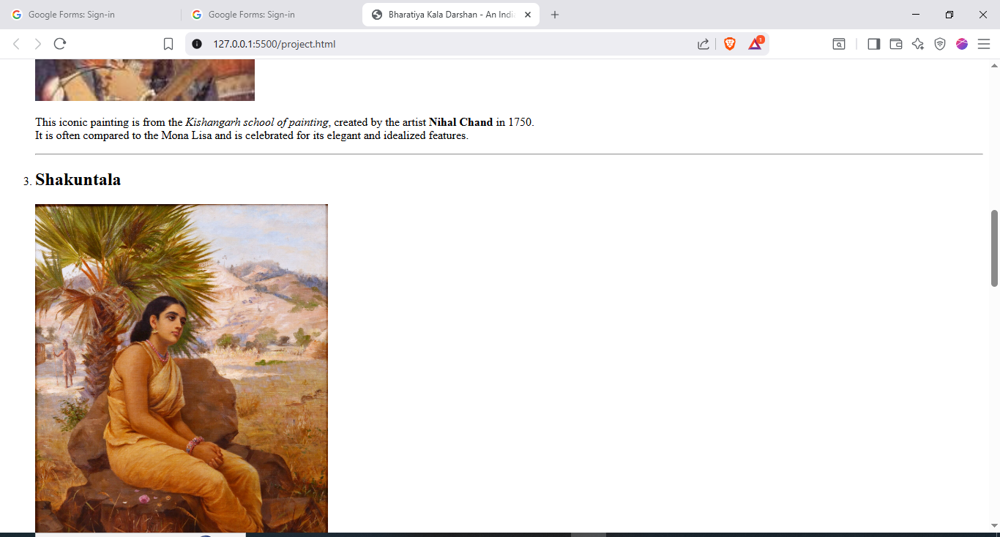 Google Forms: Sign-in
Google Forms: Sign-in
Bharatiya Kala Darshan - An Indi
127.0.0.1:5500/project.html
1
This iconic painting is from the Kishangarh school of painting, created by the artist Nihal Chand in 1750.
It is often compared to the Mona Lisa and is celebrated for its elegant and idealized features.
3. Shakuntala